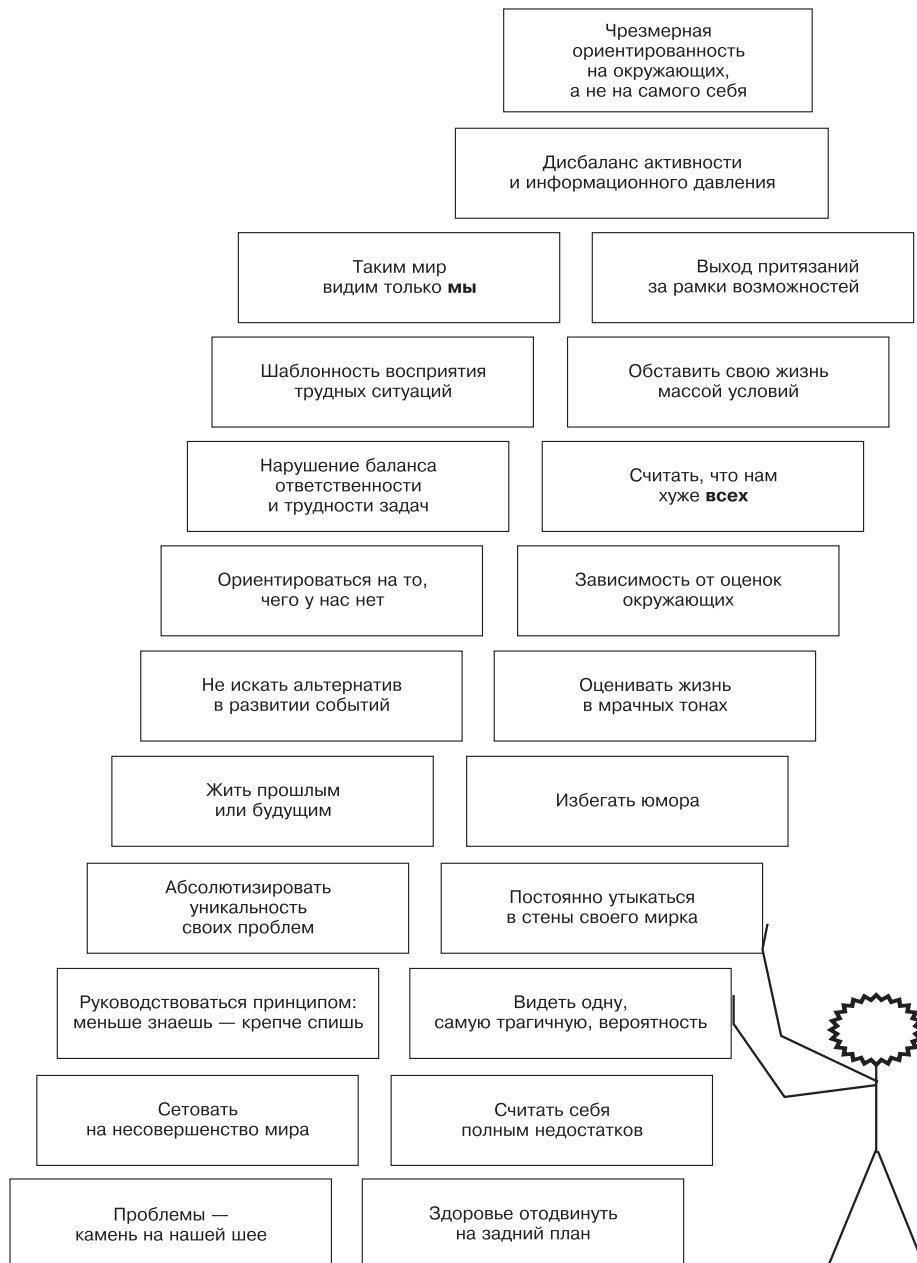 Чрезмерная
ориентированность
на окружающих,
а не на самого себя
Дисбаланс активности
и информационного давления
Таким мир
видим только мы
Выход притязаний
за рамки возможностей
Шаблонность восприятия
трудных ситуаций
Обставить свою жизнь
массой условий
Нарушение баланса
ответственности
и трудности задач
Считать, что нам
хуже всех
Ориентироваться на то,
чего у нас нет
Зависимость от оценок
окружающих
Не искать альтернатив
в развитии событий
Оценивать жизнь
в мрачных тонах
Жить прошлым
или будущим
Избегать юмора
Абсолютизировать
уникальность
своих проблем
Постоянно утыкаться
в стены своего мирка
Руководствоваться принципом:
меньше знаешь — крепче спишь
Видеть одну,
самую трагичную, вероятность
Сетовать
на несовершенство мира
Считать себя
полным недостатков
Проблемы —
камень на нашей шее
Здоровье отодвинуть
на задний план